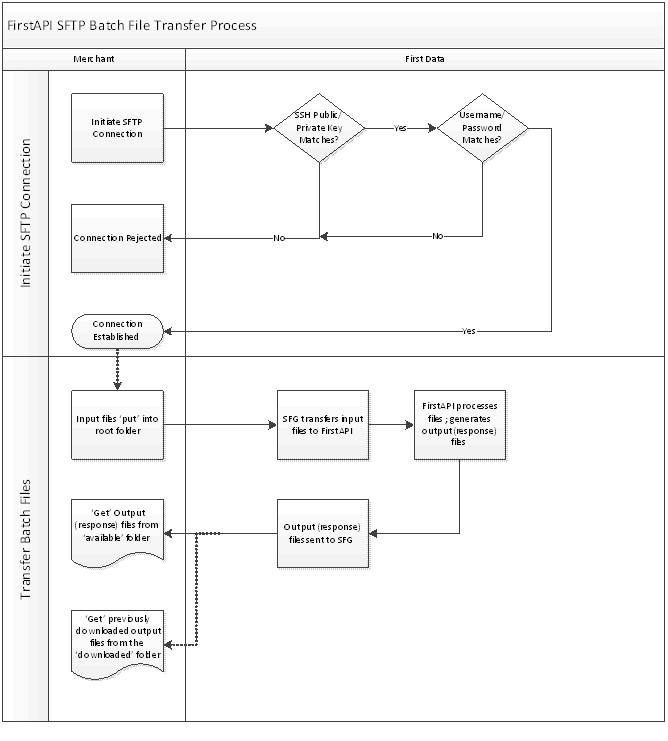 FirstAPI SFTP Batch File Transfer Process
Merchant
First Data
Initiate SFTP Connection
Initiate SFTP
Connection
SSH Public/
Private Key
Matches?
Yes
Username/
Password
Matches?
Connection Rejected
No
No
Connection
Established
Yes
Transfer Batch Files
Input files 'put' into
root folder
SFG transfers input
files to FirstAPI
FirstAPI processes
files ; generates
output (response)
files
'Get' Output
(response) files from
'available' folder
Output (response)
filessent to SFG
'Get' previously
downloaded output
files from the
'downloaded' folder